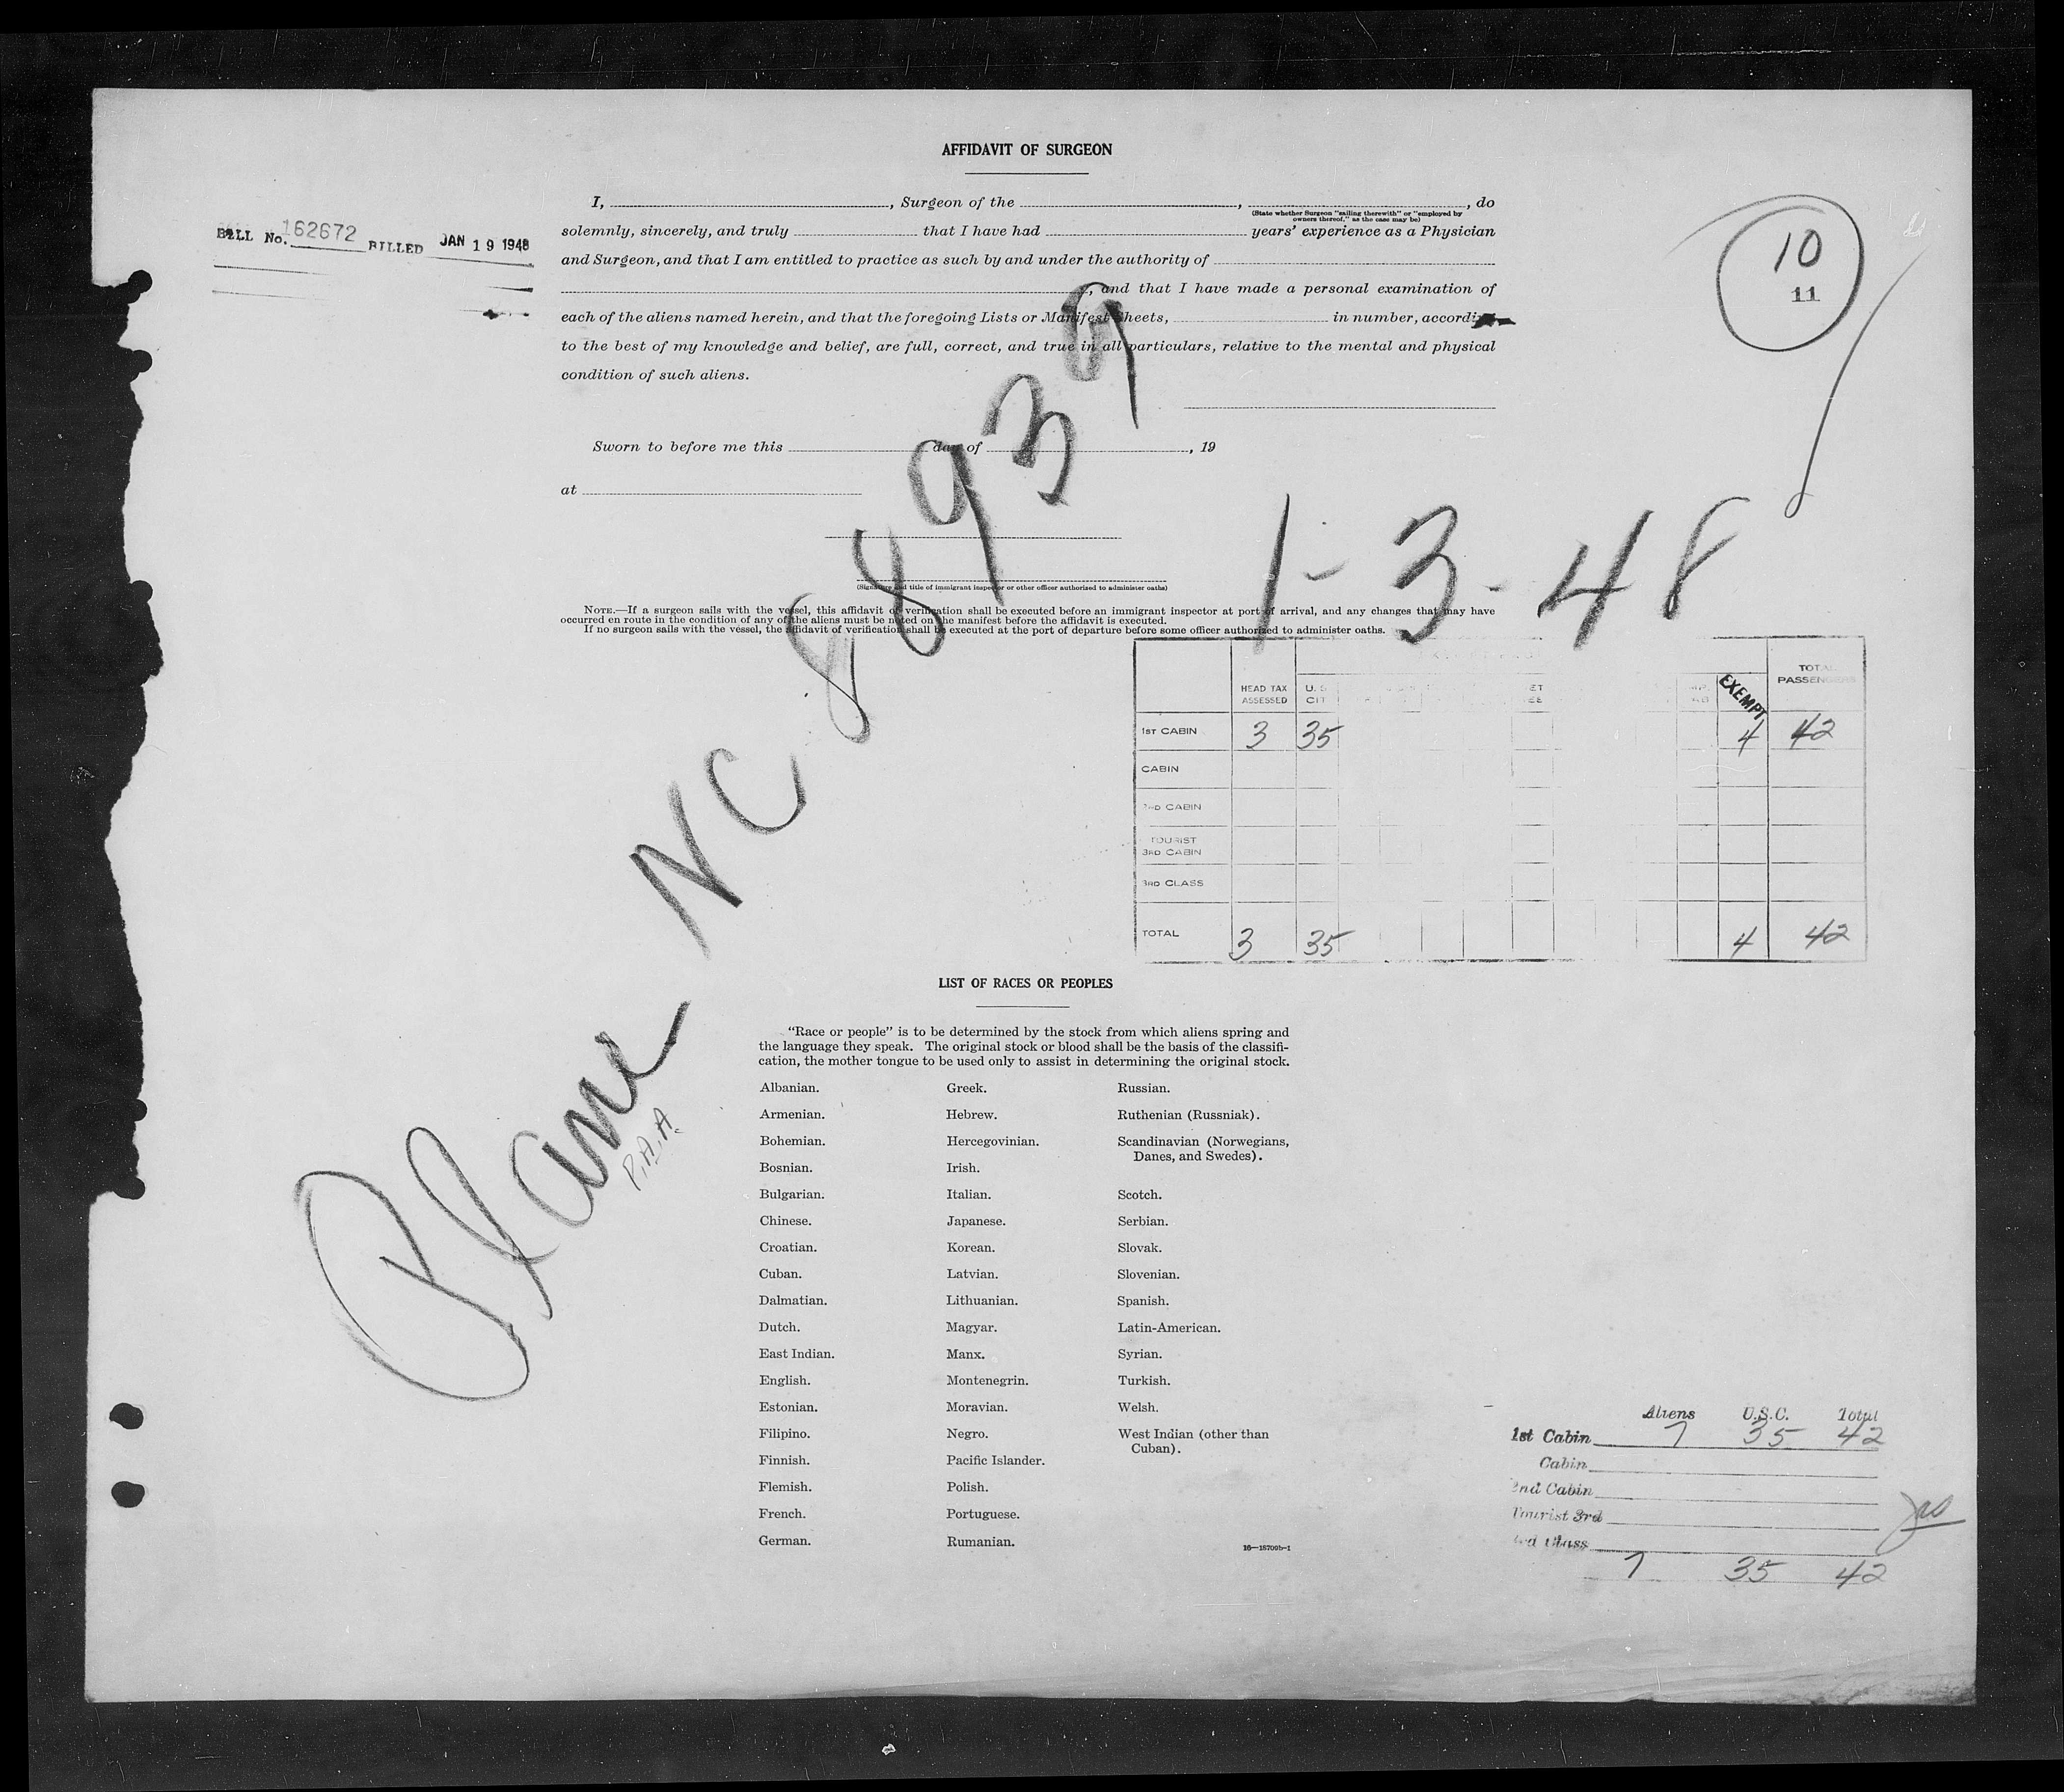 AFFIDAVIT OF SURGEON
I, , Surgeon of the , , do
(State whether Surgeon "sailing therewith" or "employed by
owners thereof," as the case may be)
BILL No. 162672 BILLED JAN 19 1948
solemnly, sincerely, and truly that I have had years' experience as a Physician
and Surgeon, and that I am entitled to practice as such by and under the authority of
, and that I have made a personal examination of
each of the aliens named herein, and that the foregoing Lists or Manifest Sheets, in number, according
to the best of my knowledge and belief, are full, correct, and true in all particulars, relative to the mental and physical
condition of such aliens.
10
11
Sworn to before me this day of , 19
at
(Signature and title of immigrant inspector or other officer authorized to administer oaths)
NOTE.—If a surgeon sails with the vessel, this affidavit of verification shall be executed before an immigrant inspector at port of arrival, and any changes that may have
occurred en route in the condition of any of the aliens must be noted on the manifest before the affidavit is executed.
If no surgeon sails with the vessel, the affidavit of verification shall be executed at the port of departure before some officer authorized to administer oaths.
Plane NC 88939
P.A.A.
1-3-48
HEAD TAX ASSESSED U.S. CIT EXEMPT TOTAL PASSENGERS
1ST CABIN 3 35 4 42
CABIN
2ND CABIN
TOURIST
3RD CABIN
3RD CLASS
TOTAL 3 35 4 42
LIST OF RACES OR PEOPLES
"Race or people" is to be determined by the stock from which aliens spring and
the language they speak. The original stock or blood shall be the basis of the classifi-
cation, the mother tongue to be used only to assist in determining the original stock.
Albanian.
Armenian.
Bohemian.
Bosnian.
Bulgarian.
Chinese.
Croatian.
Cuban.
Dalmatian.
Dutch.
East Indian.
English.
Estonian.
Filipino.
Finnish.
Flemish.
French.
German.
Greek.
Hebrew.
Hercegovinian.
Irish.
Italian.
Japanese.
Korean.
Latvian.
Lithuanian.
Magyar.
Manx.
Montenegrin.
Moravian.
Negro.
Pacific Islander.
Polish.
Portuguese.
Rumanian.
Russian.
Ruthenian (Russniak).
Scandinavian (Norwegians,
Danes, and Swedes).
Scotch.
Serbian.
Slovak.
Slovenian.
Spanish.
Latin-American.
Syrian.
Turkish.
Welsh.
West Indian (other than
Cuban).
16—18709b-1
Aliens U.S.C. Total
1st Cabin 7 35 42
Cabin
2nd Cabin
Tourist 3rd
3rd Class
7 35 42